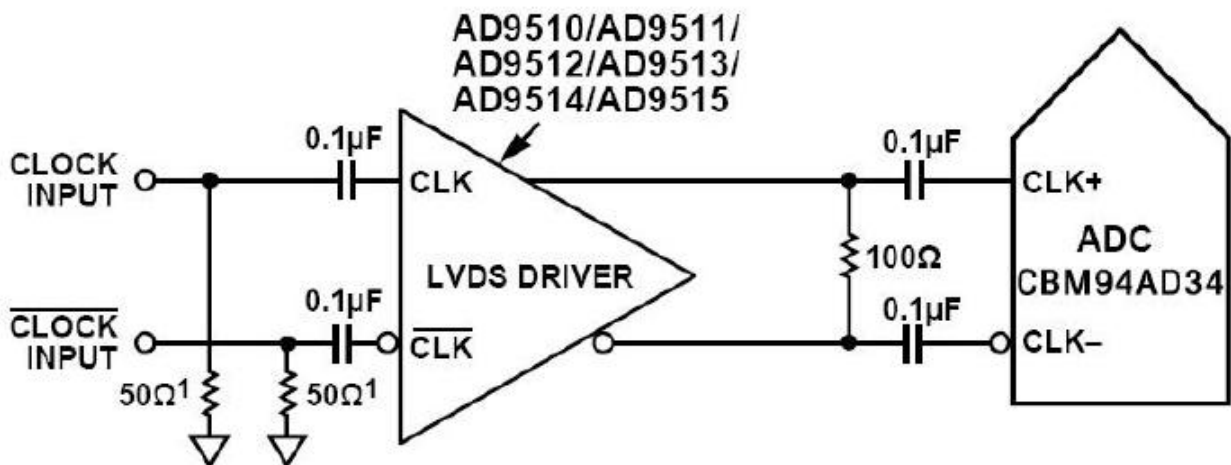 AD9510/AD9511/
AD9512/AD9513/
AD9514/AD9515
0.1µF
0.1µF
CLOCK
INPUT
CLK
CLK+
ADC
CBM94AD34
100Ω
LVDS DRIVER
0.1µF
0.1µF
CLOCK
INPUT
CLK
CLK–
50Ω1
50Ω1